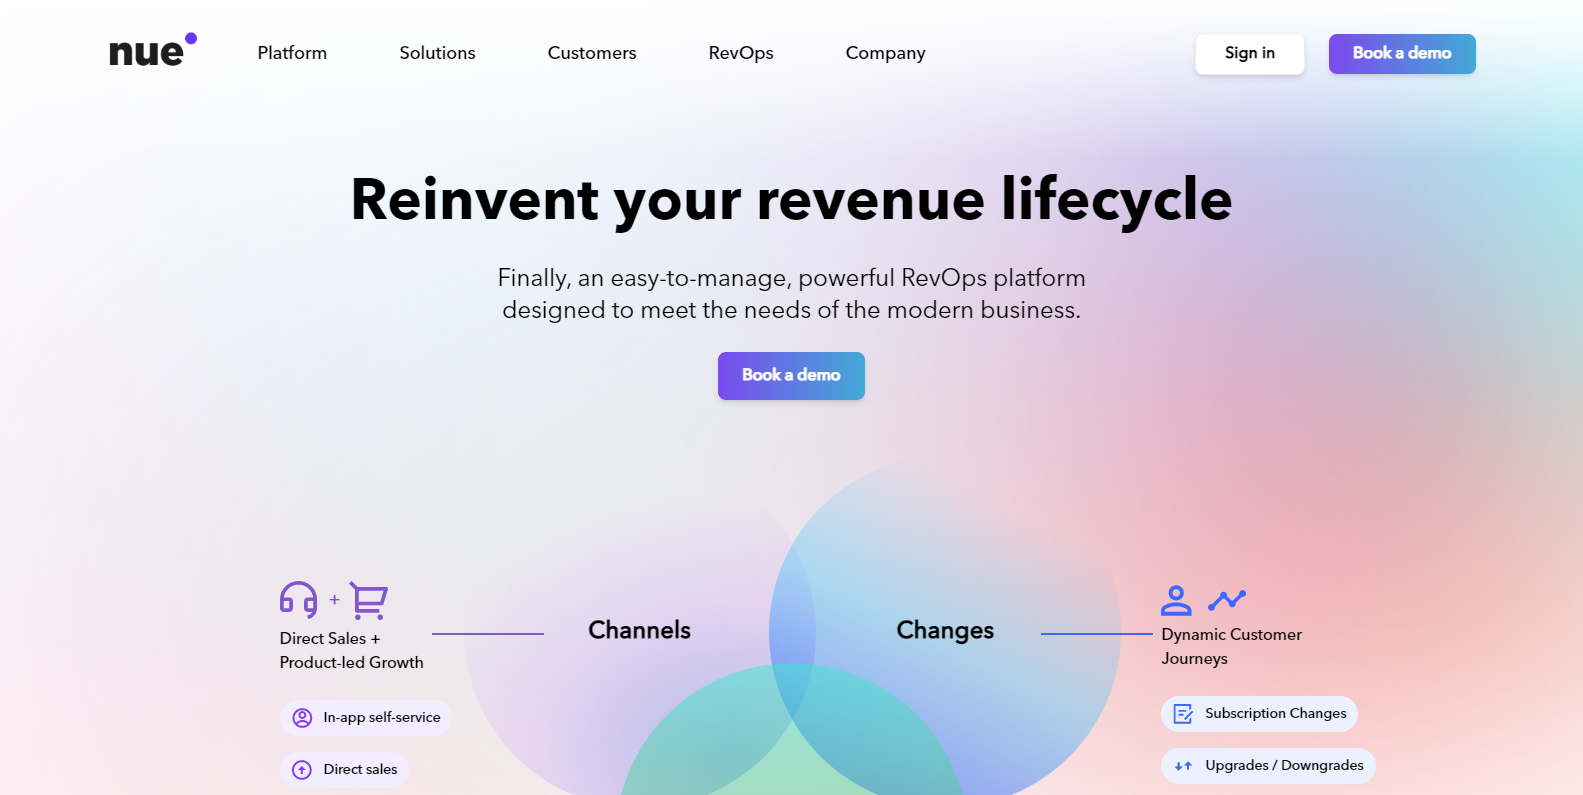 nue
Platform
Solutions
Customers
RevOps
Company
Sign in
Book a demo
Reinvent your revenue lifecycle
Finally, an easy-to-manage, powerful RevOps platform
designed to meet the needs of the modern business.
Book a demo
+
Direct Sales +
Product-led Growth
In-app self-service
Direct sales
Channels
Changes
Dynamic Customer
Journeys
Subscription Changes
Upgrades / Downgrades